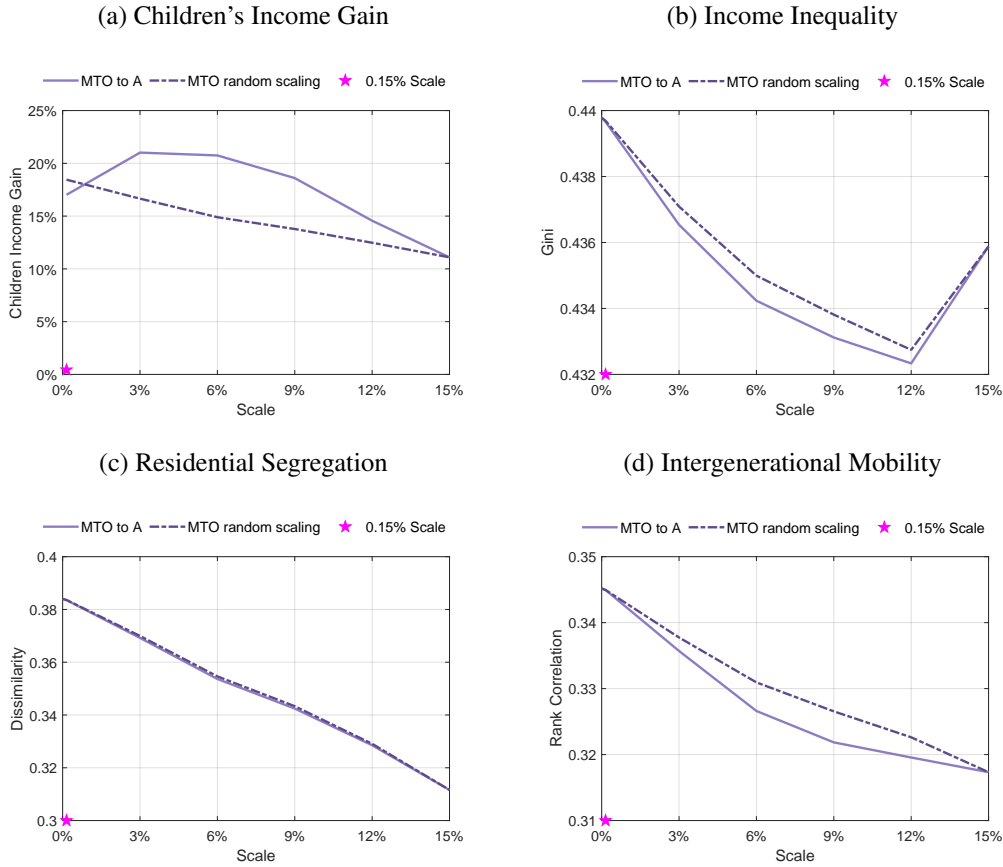 (a) Children's Income Gain
MTO to A MTO random scaling 0.15% Scale
25%
20%
15%
10%
5%
0%
Children Income Gain
0% 3% 6% 9% 12% 15%
Scale
(b) Income Inequality
MTO to A MTO random scaling 0.15% Scale
0.44
0.438
0.436
0.434
0.432
Gini
0% 3% 6% 9% 12% 15%
Scale
(c) Residential Segregation
MTO to A MTO random scaling 0.15% Scale
0.4
0.38
0.36
0.34
0.32
0.3
Dissimilarity
0% 3% 6% 9% 12% 15%
Scale
(d) Intergenerational Mobility
MTO to A MTO random scaling 0.15% Scale
0.35
0.34
0.33
0.32
0.31
Rank Correlation
0% 3% 6% 9% 12% 15%
Scale